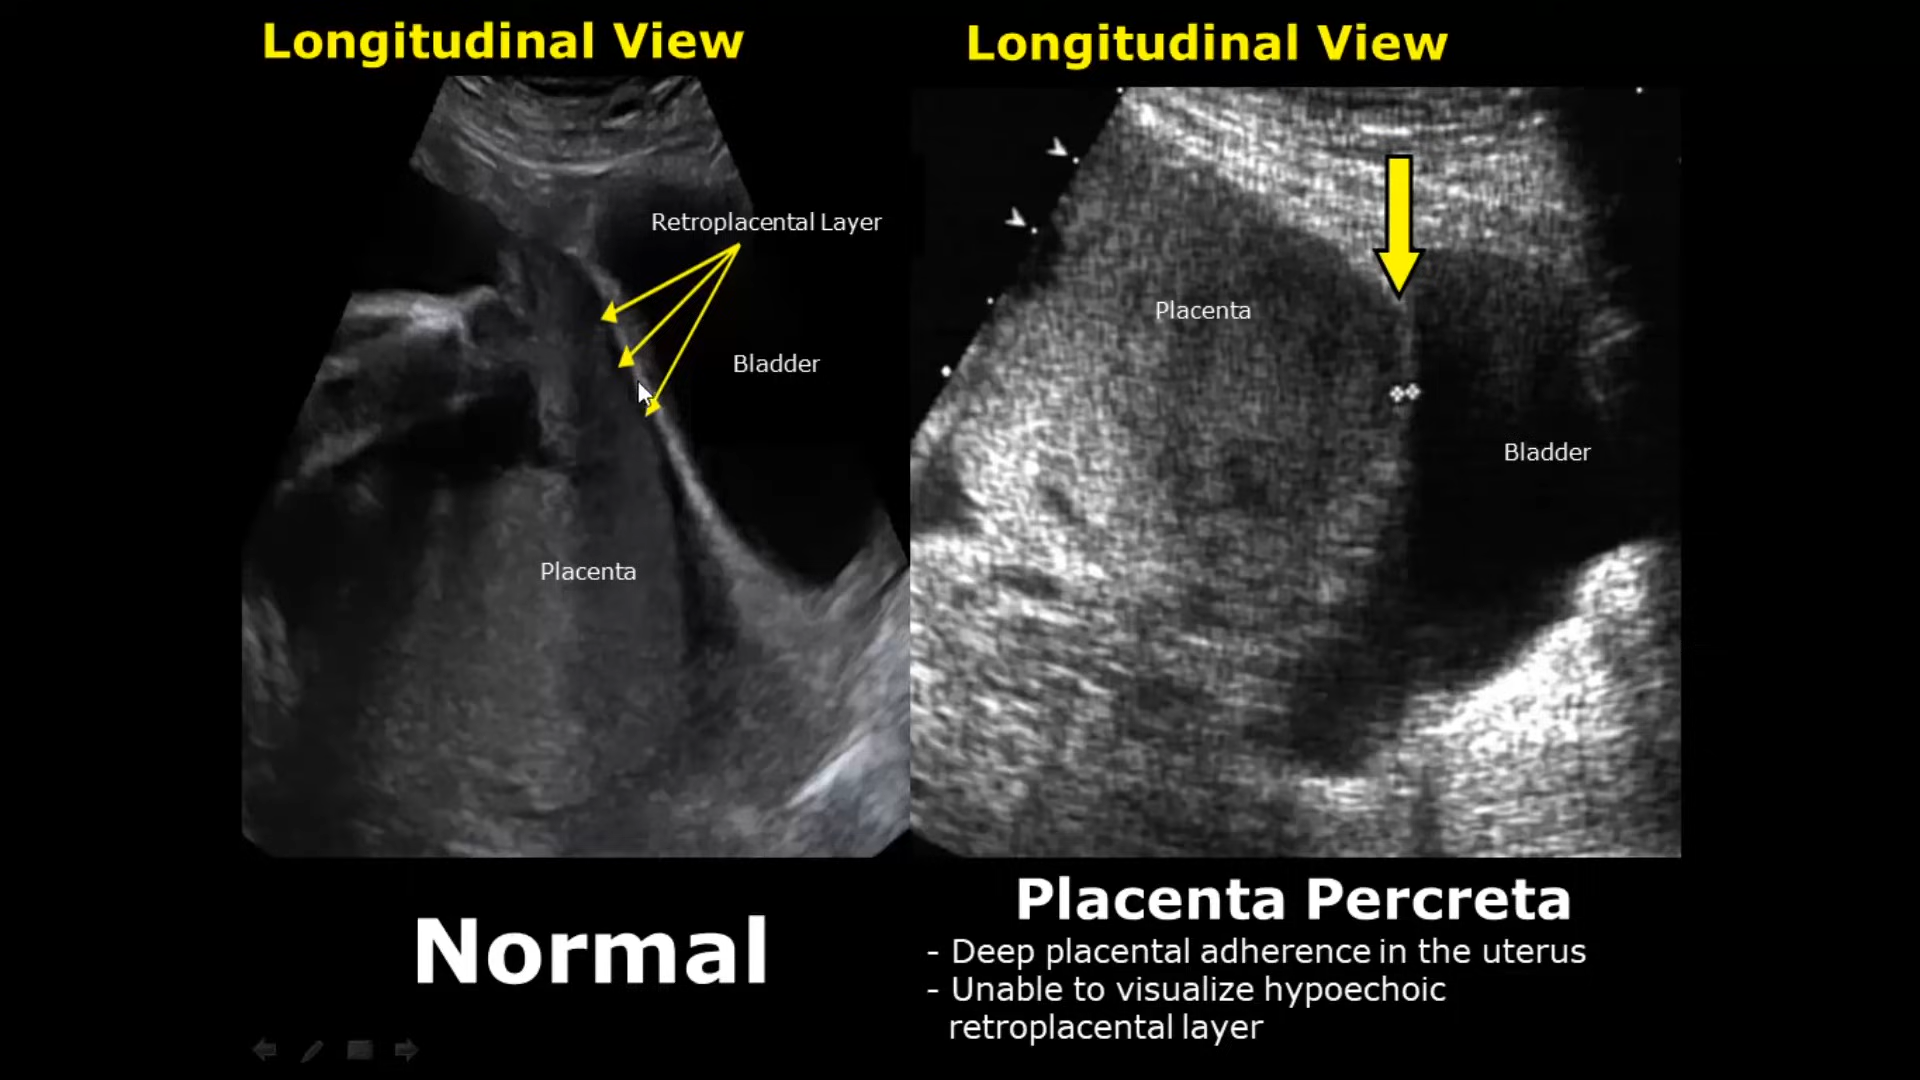 Longitudinal View
Retroplacental Layer
Bladder
Placenta
Normal
Longitudinal View
Placenta
Bladder
Placenta Percreta
- Deep placental adherence in the uterus
- Unable to visualize hypoechoic
retroplacental layer